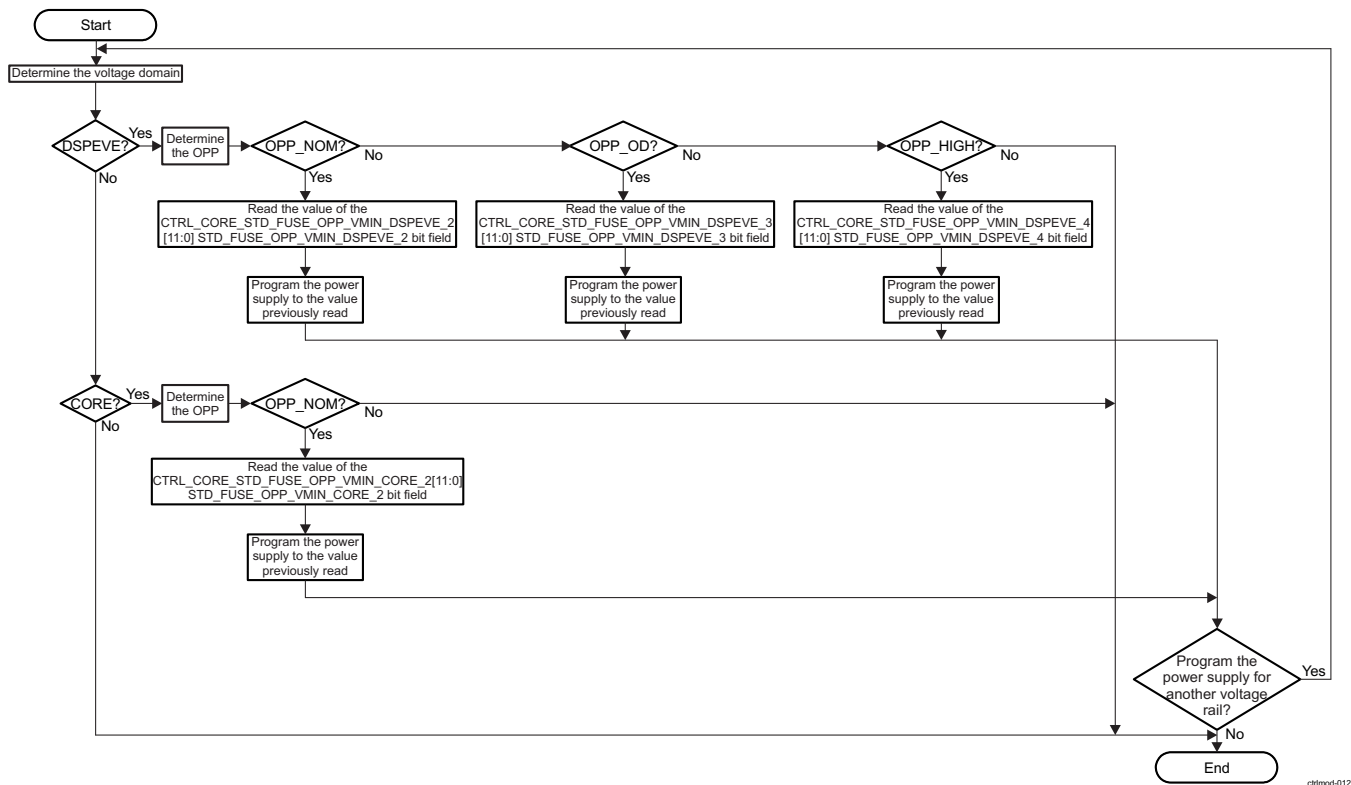 Start
Determine the voltage domain
DSPEVE?
Yes
No
Determine
the OPP
OPP_NOM?
No
Yes
OPP_OD?
No
Yes
OPP_HIGH?
No
Yes
Read the value of the
CTRL_CORE_STD_FUSE_OPP_VMIN_DSPEVE_2
[11:0] STD_FUSE_OPP_VMIN_DSPEVE_2 bit field
Read the value of the
CTRL_CORE_STD_FUSE_OPP_VMIN_DSPEVE_3
[11:0] STD_FUSE_OPP_VMIN_DSPEVE_3 bit field
Read the value of the
CTRL_CORE_STD_FUSE_OPP_VMIN_DSPEVE_4
[11:0] STD_FUSE_OPP_VMIN_DSPEVE_4 bit field
Program the power
supply to the value
previously read
Program the power
supply to the value
previously read
Program the power
supply to the value
previously read
CORE?
Yes
No
Determine
the OPP
OPP_NOM?
No
Yes
Read the value of the
CTRL_CORE_STD_FUSE_OPP_VMIN_CORE_2[11:0]
STD_FUSE_OPP_VMIN_CORE_2 bit field
Program the power
supply to the value
previously read
Program the
power supply for
another voltage
rail?
Yes
No
End
ctrlmod-012